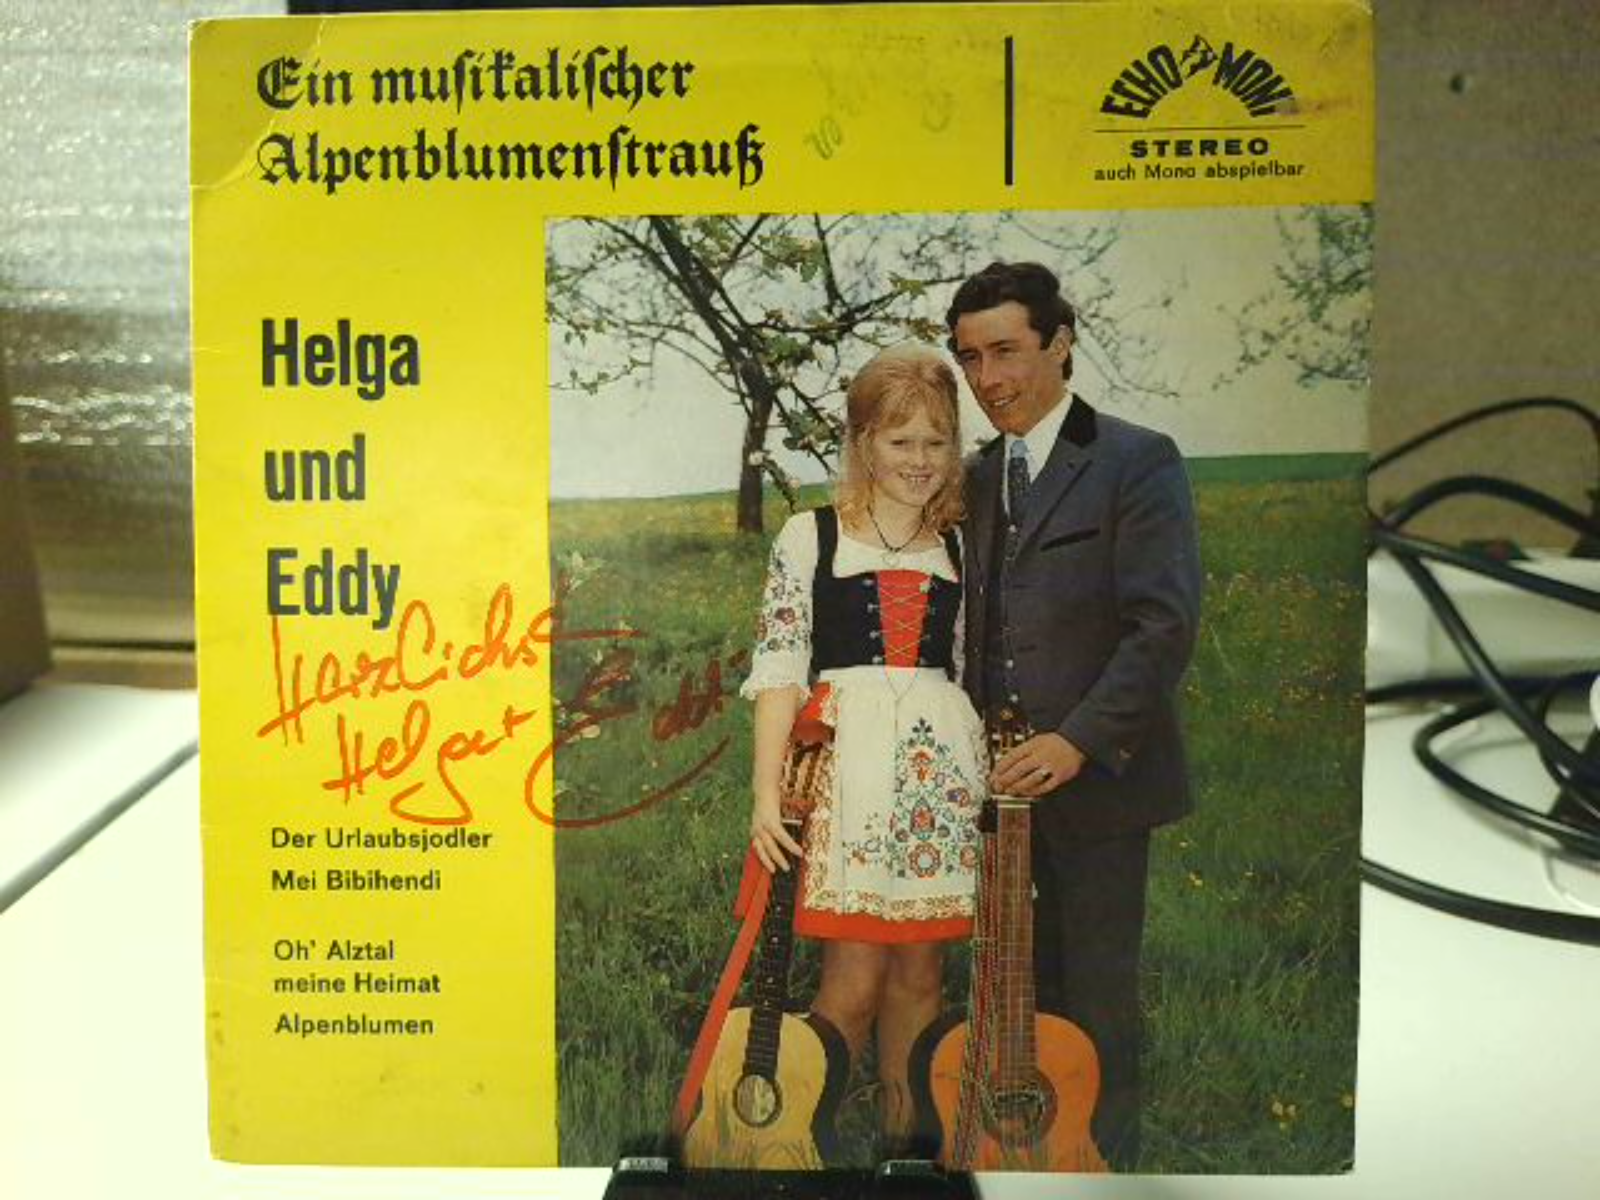 Ein musikalischer
Alpenblumenstrauß
ECHO MONI
STEREO
auch Mono abspielbar
Helga
und
Eddy
Herzlichst
Helga + Eddi
Der Urlaubsjodler
Mei Bibihendi
Oh' Alztal
meine Heimat
Alpenblumen